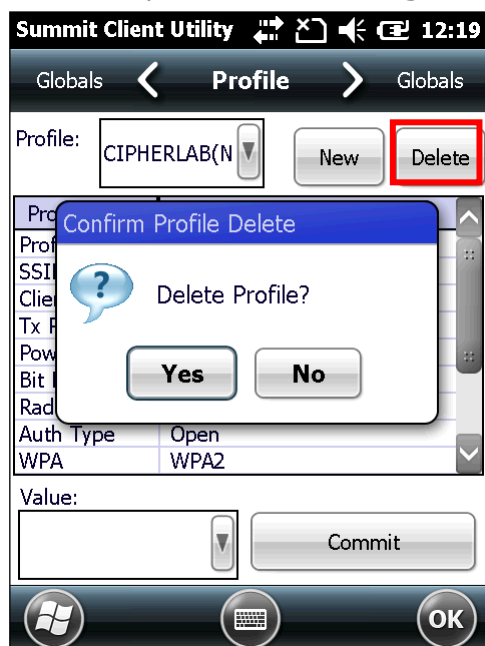 Summit Client Utility 12:19
Globals Profile Globals
Profile: CIPHERLAB(N New Delete
Confirm Profile Delete
Delete Profile?
Yes No
Auth Type Open
WPA WPA2
Value:
Commit
OK